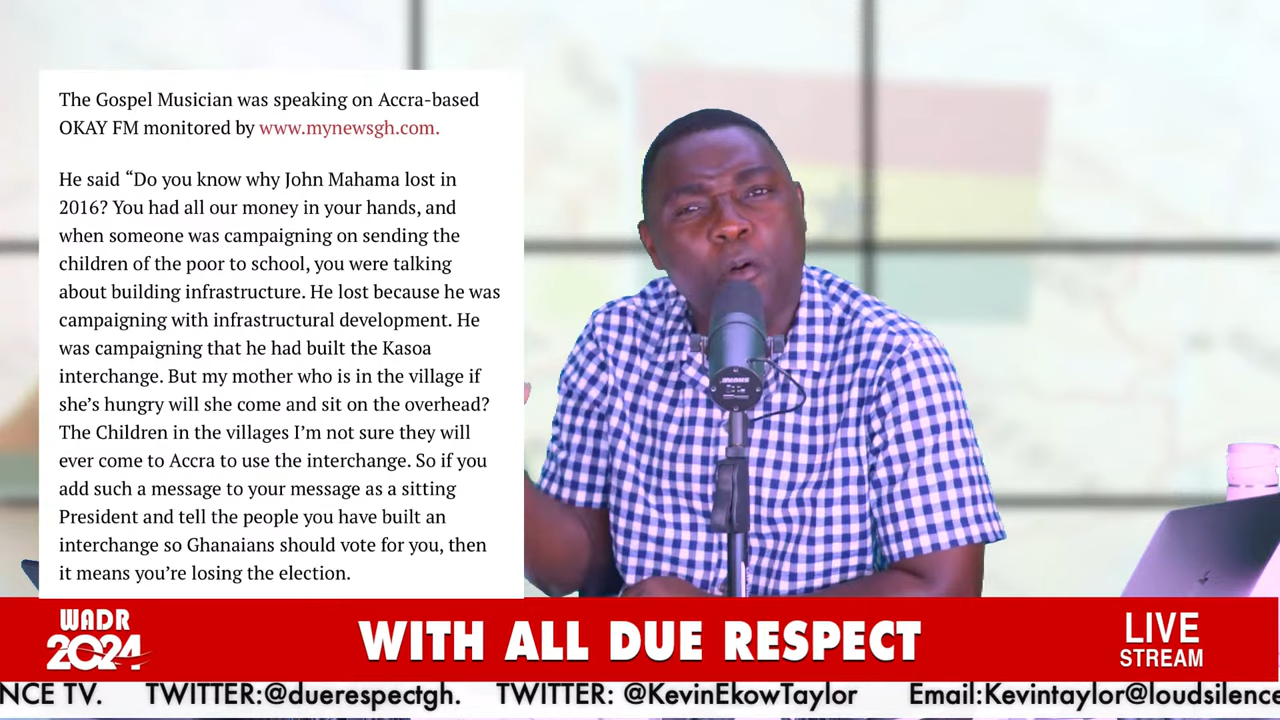 The Gospel Musician was speaking on Accra-based
OKAY FM monitored by www.mynewsgh.com.
He said “Do you know why John Mahama lost in
2016? You had all our money in your hands, and
when someone was campaigning on sending the
children of the poor to school, you were talking
about building infrastructure. He lost because he was
campaigning with infrastructural development. He
was campaigning that he had built the Kasoa
interchange. But my mother who is in the village if
she’s hungry will she come and sit on the overhead?
The Children in the villages I’m not sure they will
ever come to Accra to use the interchange. So if you
add such a message to your message as a sitting
President and tell the people you have built an
interchange so Ghanaians should vote for you, then
it means you’re losing the election.
WADR
2024
WITH ALL DUE RESPECT
LIVE
STREAM
NCE TV. TWITTER:@duerespectgh. TWITTER: @KevinEkowTaylor Email:Kevintaylor@loudsilence